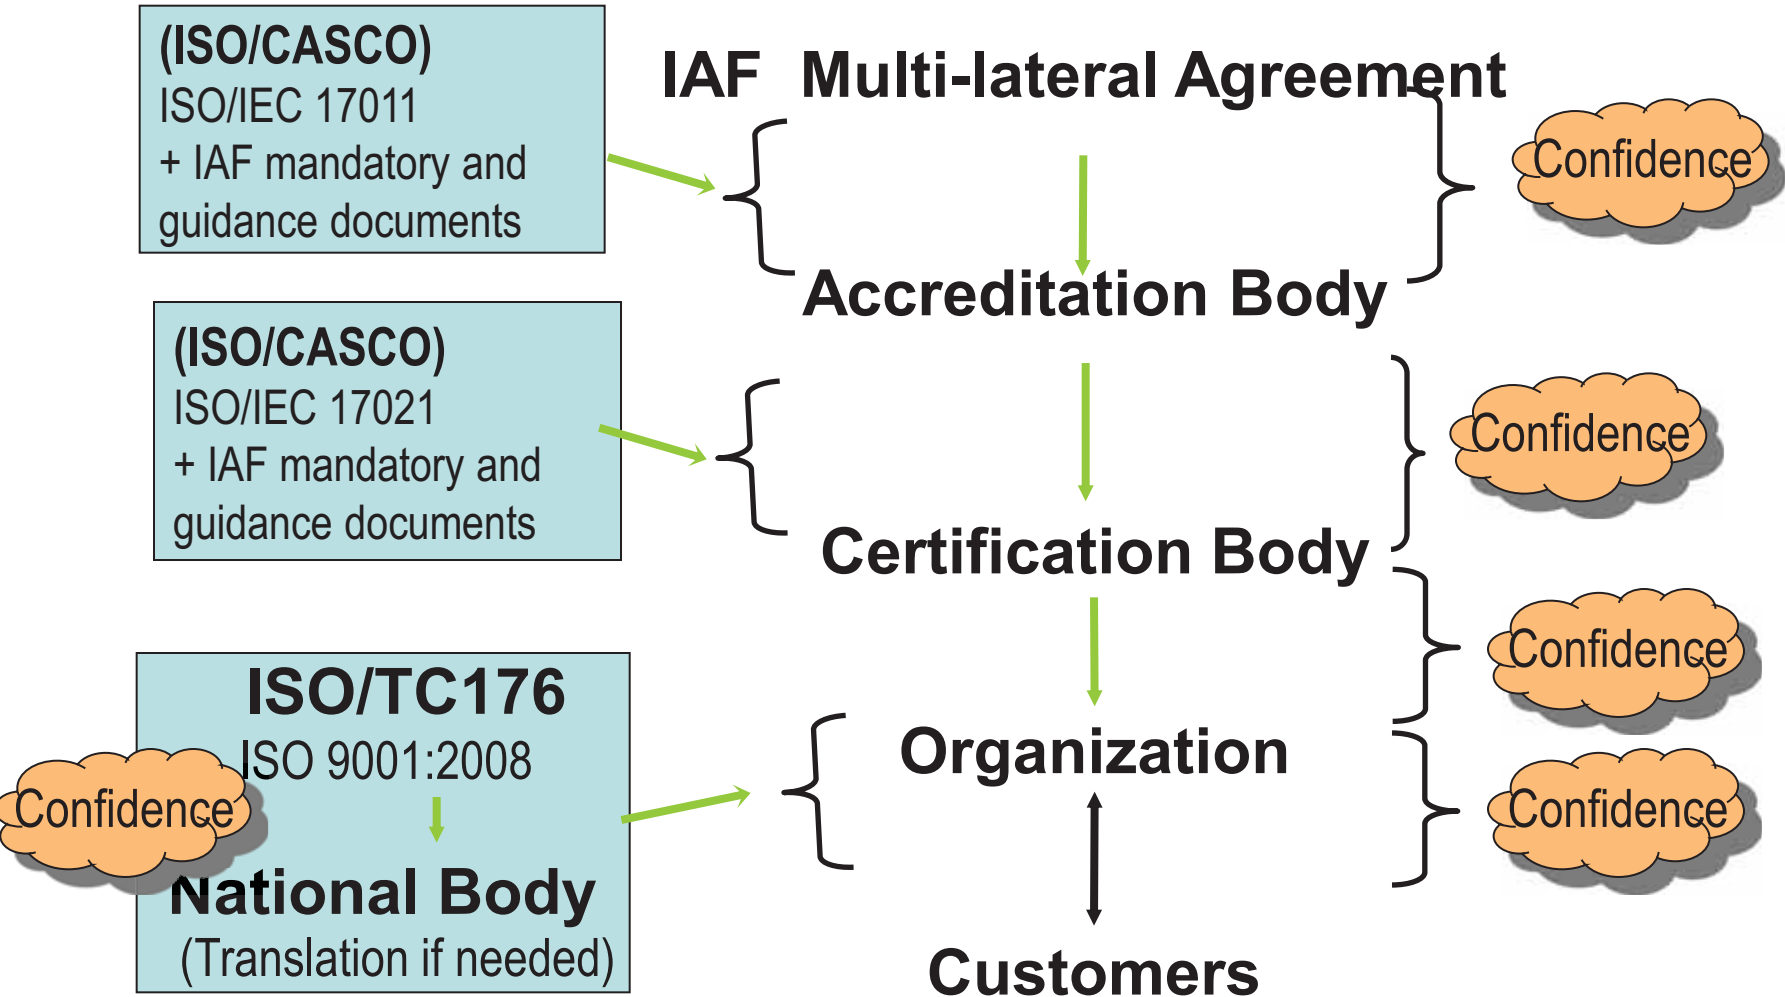 (ISO/CASCO)
ISO/IEC 17011
+ IAF mandatory and
guidance documents
IAF Multi-lateral Agreement
Confidence
Accreditation Body
(ISO/CASCO)
ISO/IEC 17021
+ IAF mandatory and
guidance documents
Confidence
Certification Body
Confidence
ISO/TC176
ISO 9001:2008
Confidence
National Body
(Translation if needed)
Organization
Confidence
Customers